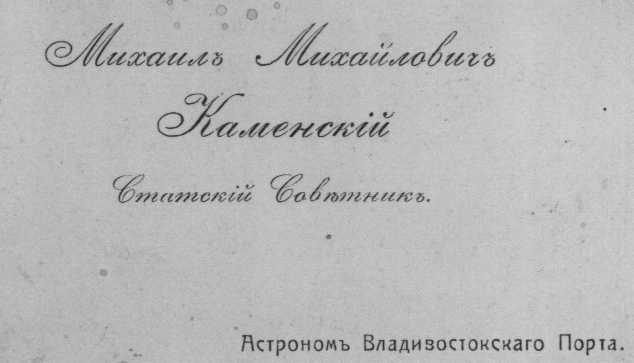 Михаилъ Михайловичъ
Каменскій
Статскій Совѣтникъ.
Астрономъ Владивостокскаго Порта.